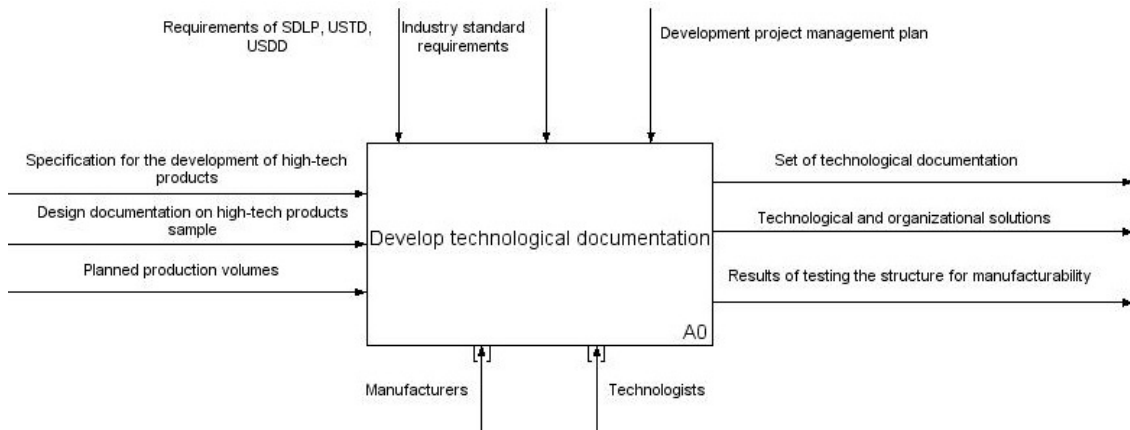 Requirements of SDLP, USTD,
USDD
Industry standard
requirements
Development project management plan
Specification for the development of high-tech
products
Design documentation on high-tech products
sample
Planned production volumes
Develop technological documentation
A0
Set of technological documentation
Technological and organizational solutions
Results of testing the structure for manufacturability
Manufacturers
Technologists